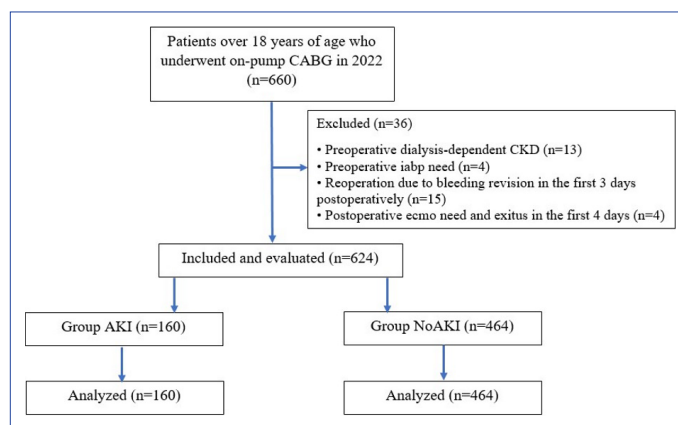 Patients over 18 years of age who
underwent on-pump CABG in 2022
(n=660)
Excluded (n=36)
• Preoperative dialysis-dependent CKD (n=13)
• Preoperative iabp need (n=4)
• Reoperation due to bleeding revision in the first 3 days
postoperatively (n=15)
• Postoperative ecmo need and exitus in the first 4 days (n=4)
Included and evaluated (n=624)
Group AKI (n=160)
Group NoAKI (n=464)
Analyzed (n=160)
Analyzed (n=464)